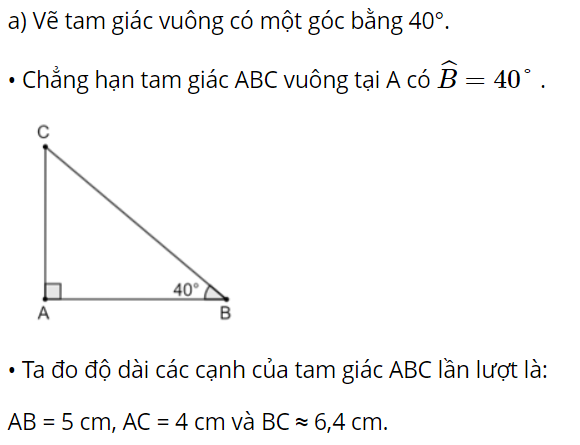 a) Vẽ tam giác vuông có một góc bằng 40°.
• Chẳng hạn tam giác ABC vuông tại A có B̂ = 40° .
C
40°
A
B
• Ta đo độ dài các cạnh của tam giác ABC lần lượt là:
AB = 5 cm, AC = 4 cm và BC ≈ 6,4 cm.